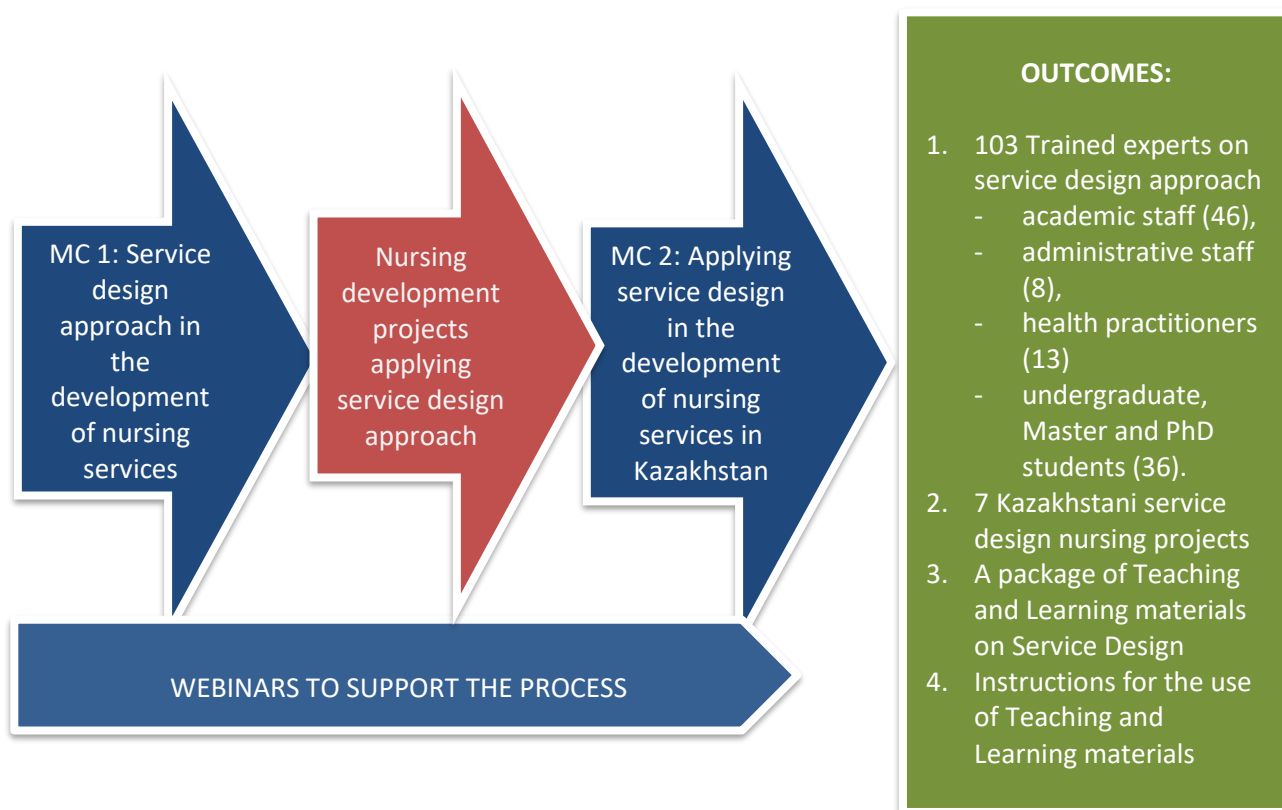 MC 1: Service
design
approach in
the
development
of nursing
services
Nursing
development
projects
applying
service design
approach
MC 2: Applying
service design
in the
development
of nursing
services in
Kazakhstan
WEBINARS TO SUPPORT THE PROCESS
OUTCOMES:
1. 103 Trained experts on
service design approach
- academic staff (46),
- administrative staff
(8),
- health practitioners
(13)
- undergraduate,
Master and PhD
students (36).
2. 7 Kazakhstani service
design nursing projects
3. A package of Teaching
and Learning materials
on Service Design
4. Instructions for the use
of Teaching and
Learning materials